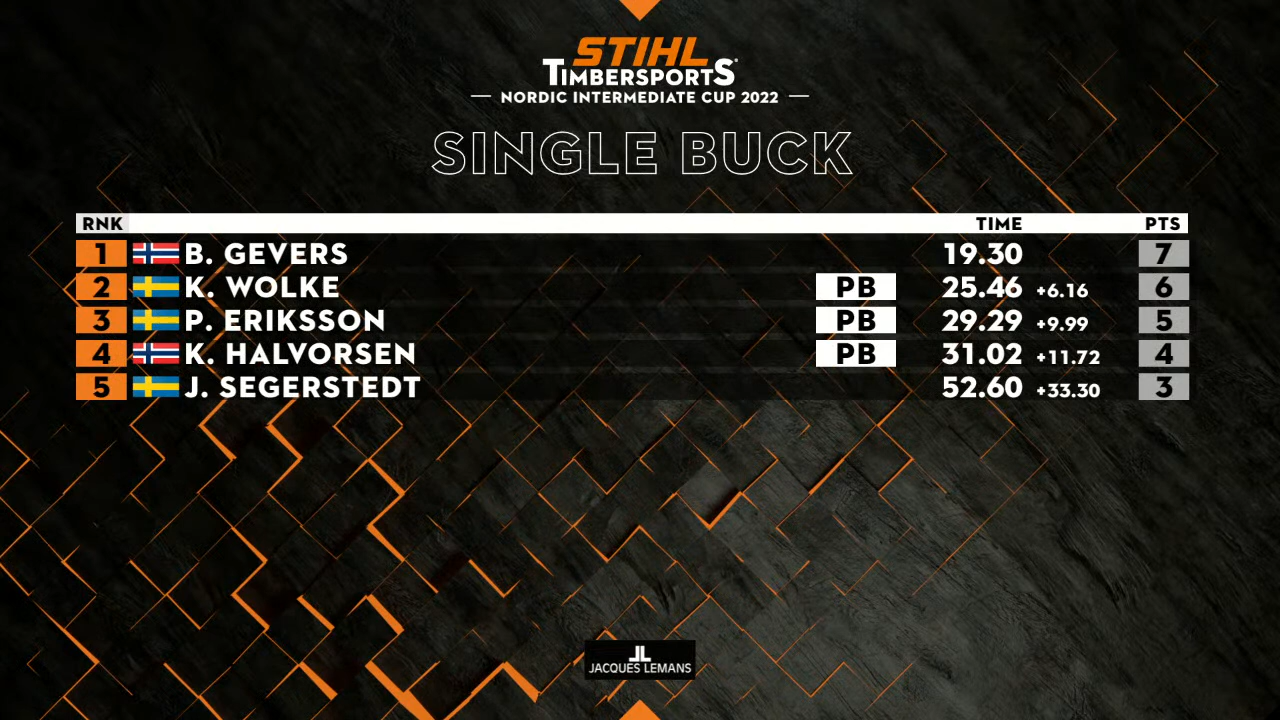 STIHL
TIMBERSPORTS®
NORDIC INTERMEDIATE CUP 2022
SINGLE BUCK
RNK TIME PTS
1 B. GEVERS 19.30 7
2 K. WOLKE PB 25.46 +6.16 6
3 P. ERIKSSON PB 29.29 +9.99 5
4 K. HALVORSEN PB 31.02 +11.72 4
5 J. SEGERSTEDT 52.60 +33.30 3
JL
JACQUES LEMANS